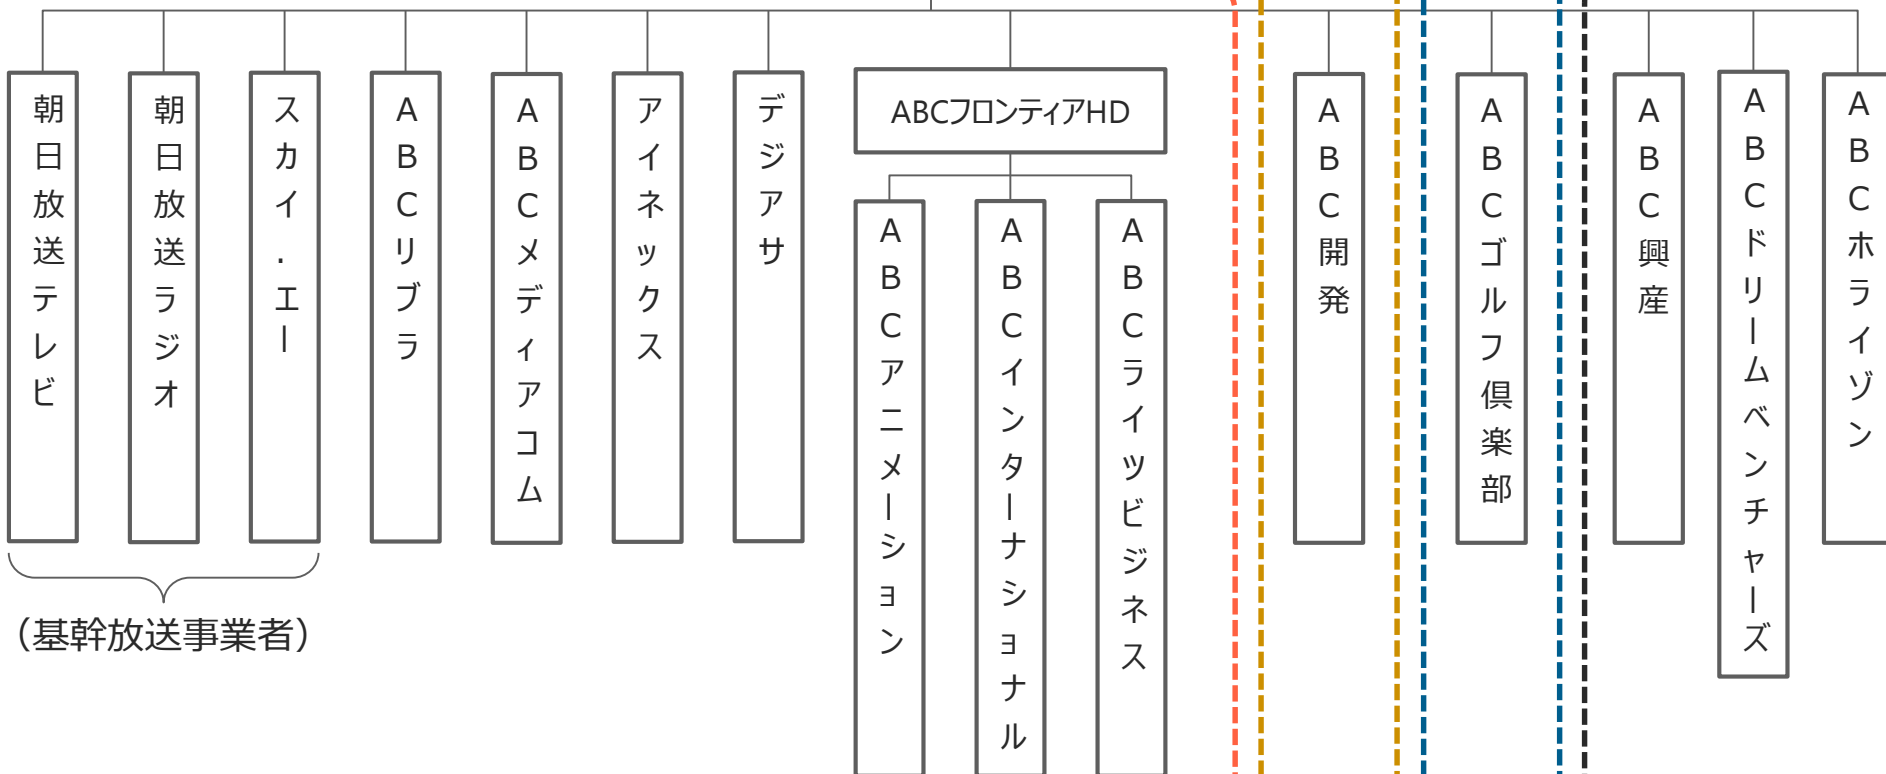 朝日放送テレビ
朝日放送ラジオ
スカイ.エー
ABCリブラ
ABCメディアコム
アイネックス
デジアサ
ABCフロンティアHD
ABCアニメーション
ABCインターナショナル
ABCライツビジネス
ABC開発
ABCゴルフ倶楽部
ABC興産
ABCドリームベンチャーズ
ABCホライゾン
（基幹放送事業者）